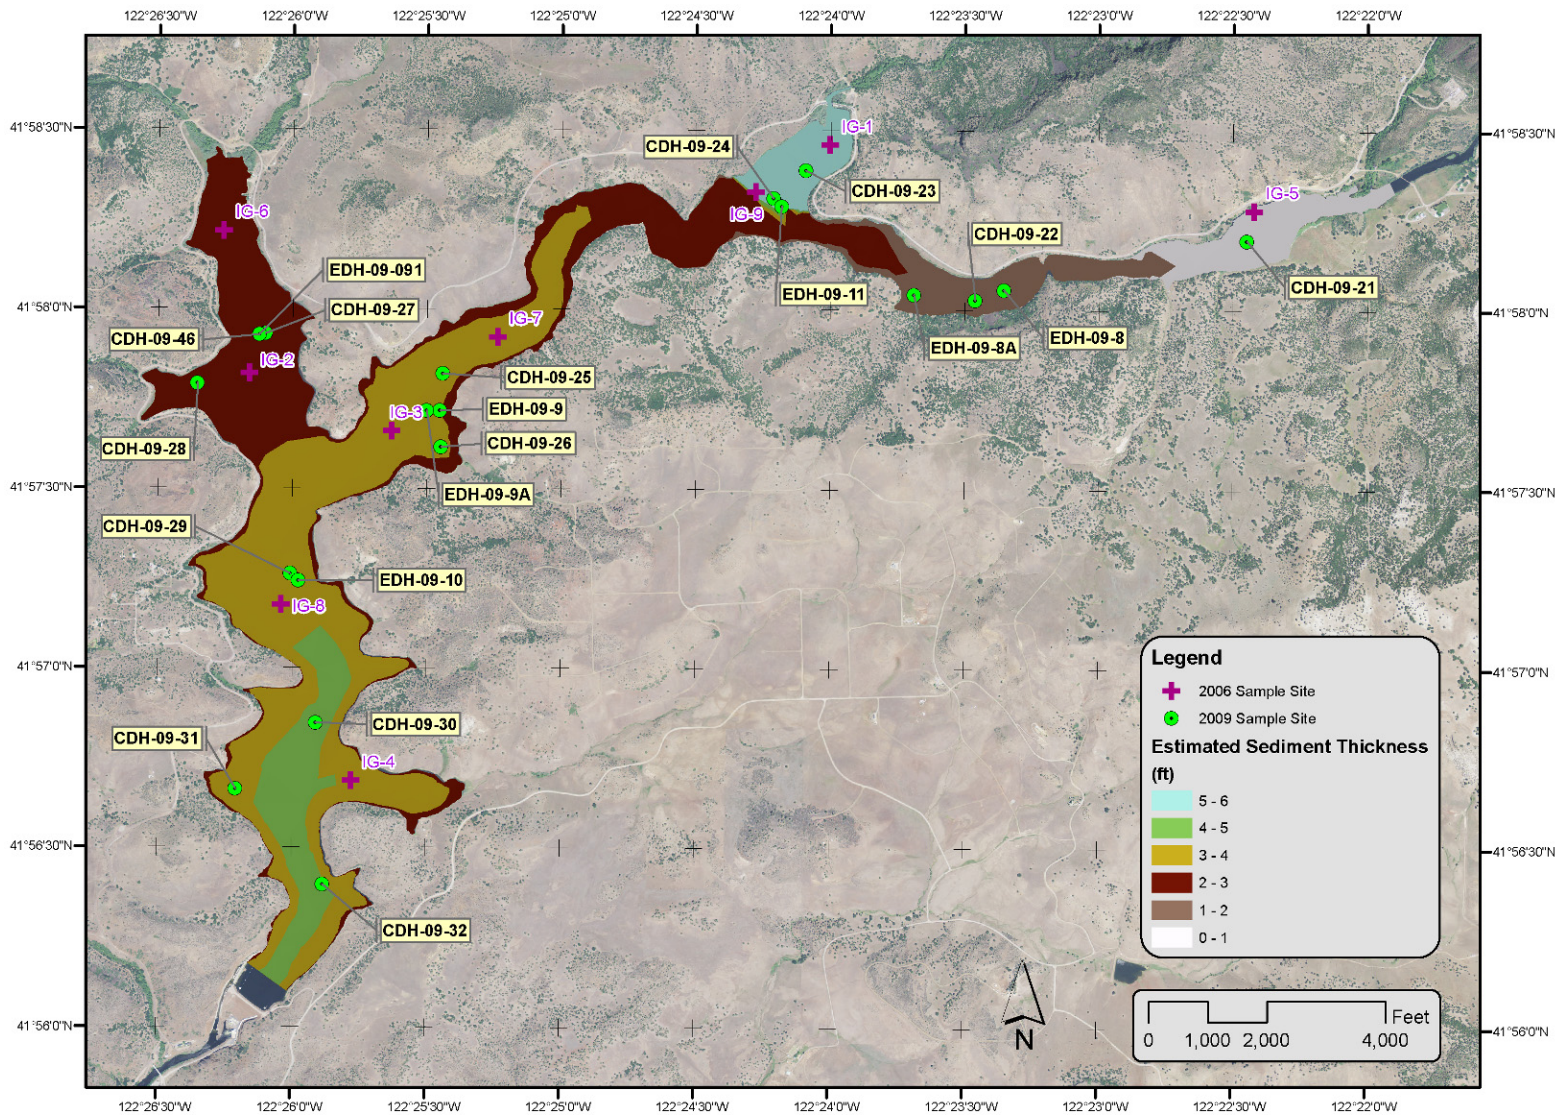 122°26'30"W 122°26'0"W 122°25'30"W 122°25'0"W 122°24'30"W 122°24'0"W 122°23'30"W 122°23'0"W 122°22'30"W 122°22'0"W
41°58'30"N
41°58'30"N
IG-1
CDH-09-24
CDH-09-23
IG-9
IG-5
IG-6
CDH-09-22
EDH-09-091
CDH-09-21
EDH-09-11
41°58'0"N
41°58'0"N
CDH-09-27
CDH-09-46
IG-7
EDH-09-8
EDH-09-8A
IG-2
CDH-09-25
IG-3
EDH-09-9
CDH-09-28
CDH-09-26
41°57'30"N
EDH-09-9A
41°57'30"N
CDH-09-29
EDH-09-10
IG-8
41°57'0"N
41°57'0"N
CDH-09-30
CDH-09-31
IG-4
41°56'30"N
41°56'30"N
CDH-09-32
41°56'0"N
41°56'0"N
Legend
2006 Sample Site
2009 Sample Site
Estimated Sediment Thickness
(ft)
5 - 6
4 - 5
3 - 4
2 - 3
1 - 2
0 - 1
N
Feet
0 1,000 2,000 4,000
122°26'30"W 122°26'0"W 122°25'30"W 122°25'0"W 122°24'30"W 122°24'0"W 122°23'30"W 122°23'0"W 122°22'30"W 122°22'0"W